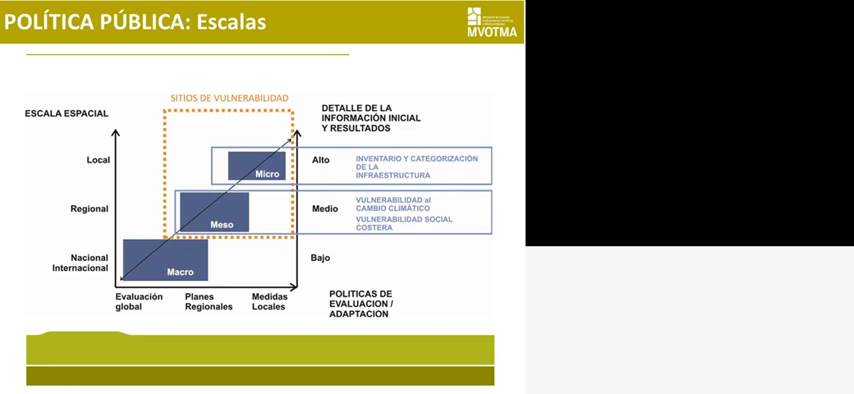 POLÍTICA PÚBLICA: Escalas
MVOTMA
SITIOS DE VULNERABILIDAD
ESCALA ESPACIAL
DETALLE DE LA
INFORMACIÓN INICIAL
Y RESULTADOS
Local
Micro
Alto
INVENTARIO Y CATEGORIZACIÓN
DE LA
INFRAESTRUCTURA
Regional
Meso
Medio
VULNERABILIDAD al
CAMBIO CLIMÁTICO
VULNERABILIDAD SOCIAL
COSTERA
Nacional
Internacional
Macro
Bajo
Evaluación
global
Planes
Regionales
Medidas
Locales
POLITICAS DE
EVALUACION /
ADAPTACION